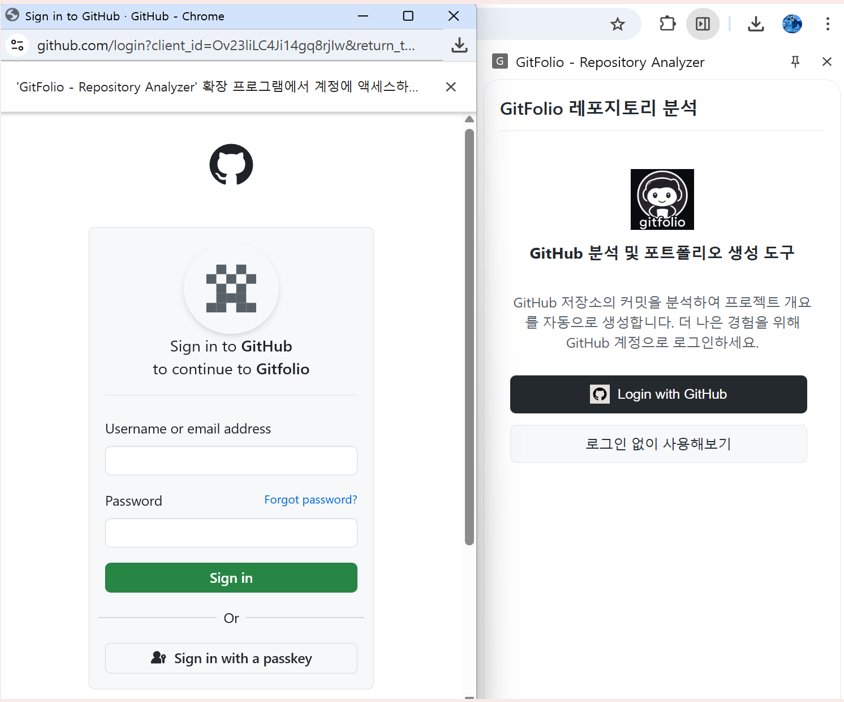 Sign in to GitHub · GitHub - Chrome
github.com/login?client_id=Ov23liLC4Ji14gq8rjIw&return_t...
'GitFolio - Repository Analyzer' 확장 프로그램에서 계정에 액세스하...
Sign in to GitHub
to continue to Gitfolio
Username or email address
Password
Forgot password?
Sign in
Or
Sign in with a passkey
G
GitFolio - Repository Analyzer
GitFolio 레포지토리 분석
gitfolio
GitHub 분석 및 포트폴리오 생성 도구
GitHub 저장소의 커밋을 분석하여 프로젝트 개요
를 자동으로 생성합니다. 더 나은 경험을 위해
GitHub 계정으로 로그인하세요.
Login with GitHub
로그인 없이 사용해보기